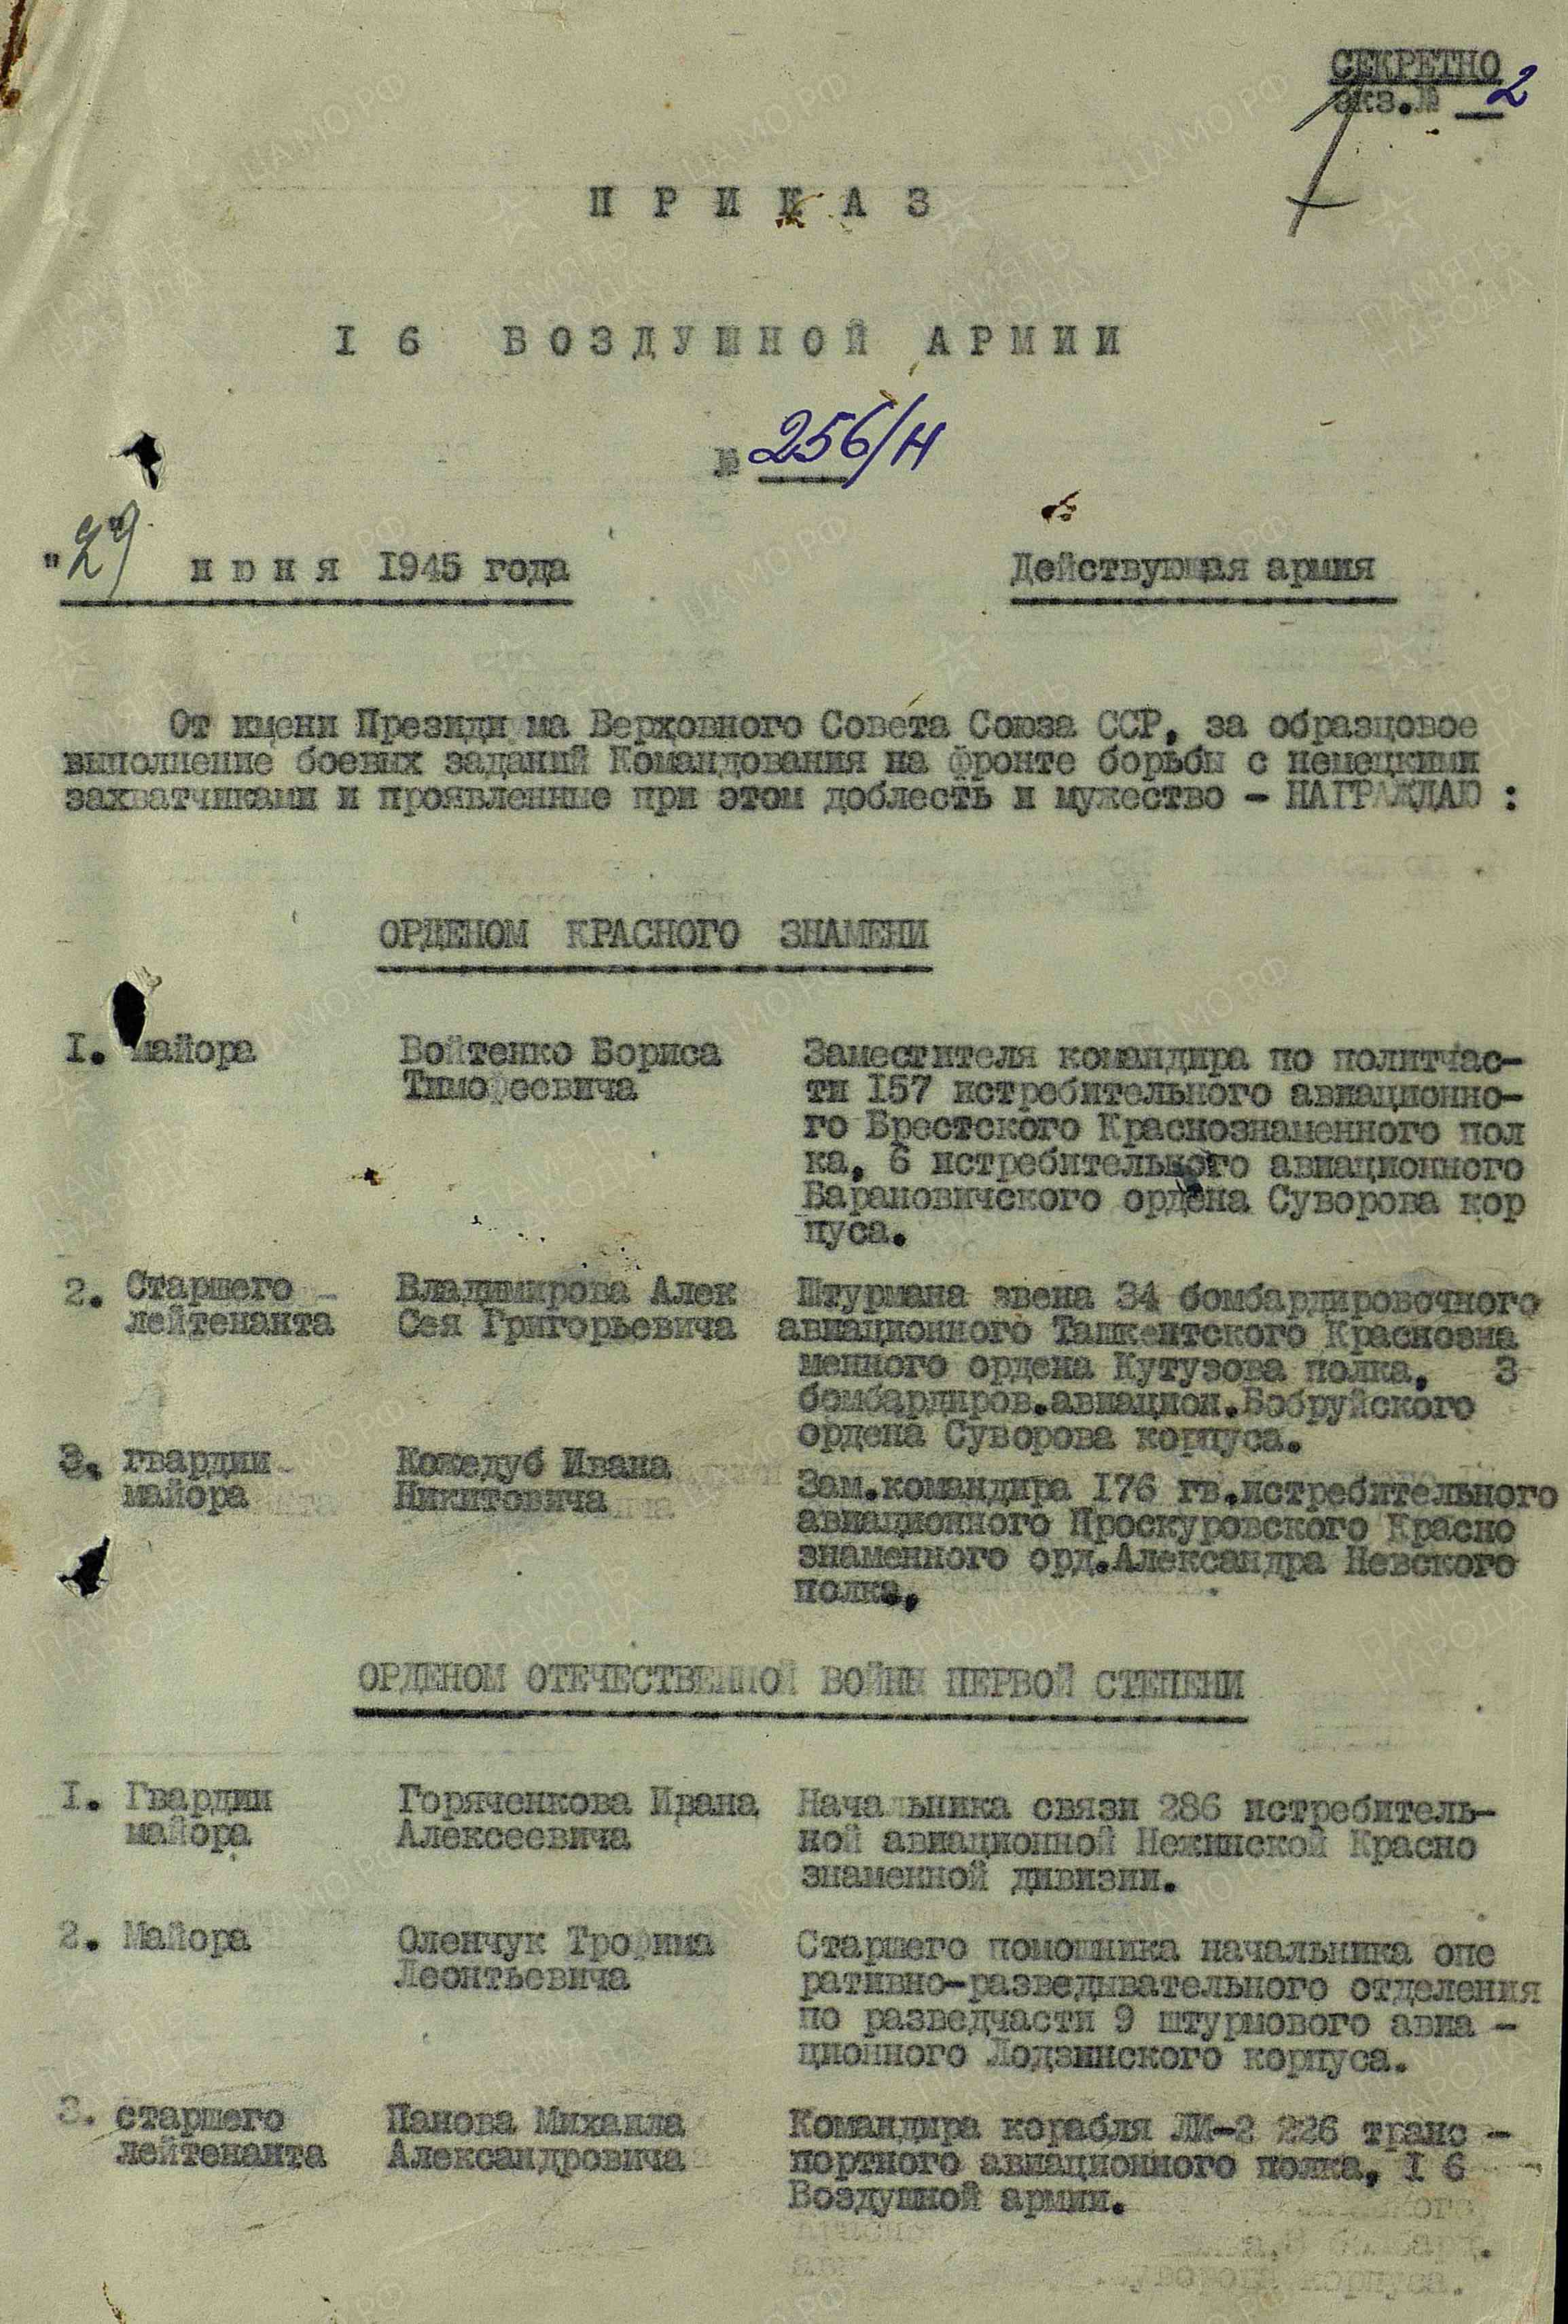 СЕКРЕТНО
экз.№ 2
ПРИКАЗ
I6 ВОЗДУШНОЙ АРМИИ
№ 256/н
"29" июня I945 года
Действующая армия
От имени Президиума Верховного Совета Союза ССР, за образцовое
выполнение боевых заданий Командования на фронте борьбы с немецкими
захватчиками и проявленные при этом доблесть и мужество - НАГРАЖДАЮ :
ОРДЕНОМ КРАСНОГО ЗНАМЕНИ
I. майора Войтенко Бориса Заместителя командира по политчас-
Тимофеевича ти I57 истребительного авиационно-
го Брестского Краснознаменного пол
ка, 6 истребительного авиационного
Барановичского ордена Суворова кор
пуса.
2. Старшего - Владимирова Алек Штурмана звена 34 бомбардировочного
лейтенанта Сея Григорьевича авиационного Ташкентского Краснозна
менного ордена Кутузова полка, 3
бомбардиров.авиацион.Бобруйского
ордена Суворова корпуса.
3. гвардии - Кожедуб Ивана Зам.командира I76 гв.истребительного
майора Никитовича авиационного Проскуровского Красно
знаменного орд.Александра Невского
полка.
ОРДЕНОМ ОТЕЧЕСТВЕННОЙ ВОЙНЫ ПЕРВОЙ СТЕПЕНИ
I. Гвардии Горяченкова Ивана Начальника связи 286 истребитель-
майора Алексеевича ной авиационной Нежинской Красно
знаменной дивизии.
2. Майора Оленчук Трофима Старшего помошника начальника опе
Леонтьевича ративно-разведывательного отделения
по разведчасти 9 штурмового авиа -
ционного Лодзинского корпуса.
3. старшего Панова Михаила Командира корабля ЛИ-2 226 транс -
лейтенанта Александровича портного авиационного полка, I 6
Воздушной армии.